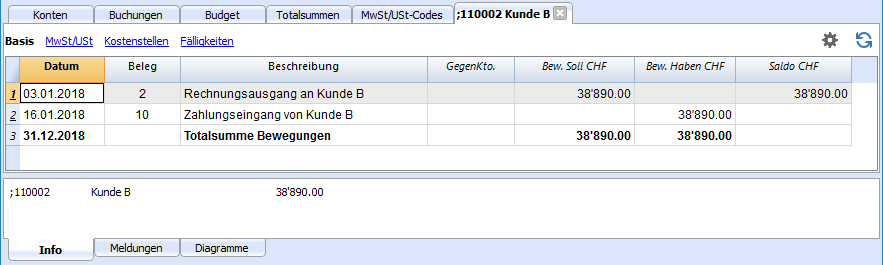 Konten Buchungen Budget Totalsummen MwSt/USt-Codes ;110002 Kunde B
Basis MwSt/USt Kostenstellen Fälligkeiten
Datum Beleg Beschreibung GegenKto. Bew. Soll CHF Bew. Haben CHF Saldo CHF
1 03.01.2018 2 Rechnungsausgang an Kunde B 38'890.00 38'890.00
2 16.01.2018 10 Zahlungseingang von Kunde B 38'890.00
3 31.12.2018 Totalsumme Bewegungen 38'890.00 38'890.00
;110002 Kunde B 38'890.00
Info Meldungen Diagramme